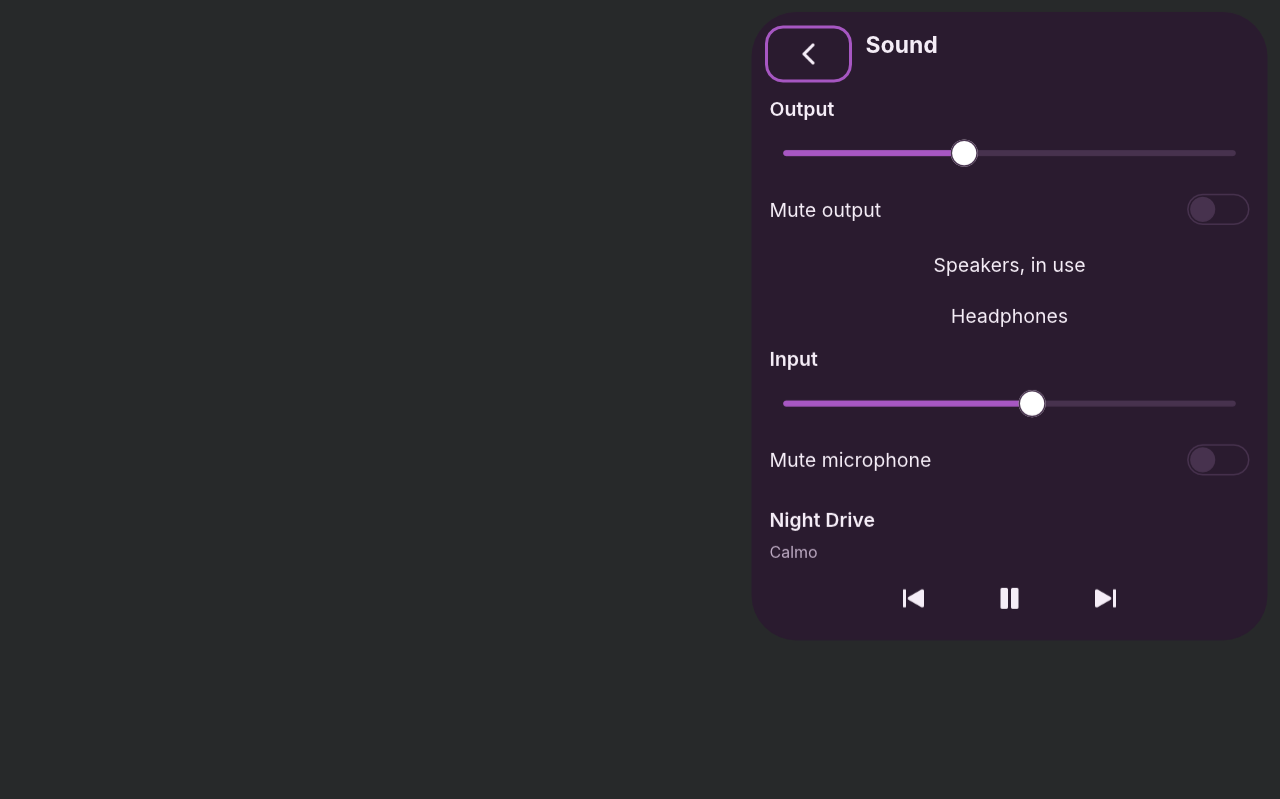 Sound
Output
Mute output
Speakers, in use
Headphones
Input
Mute microphone
Night Drive
Calmo